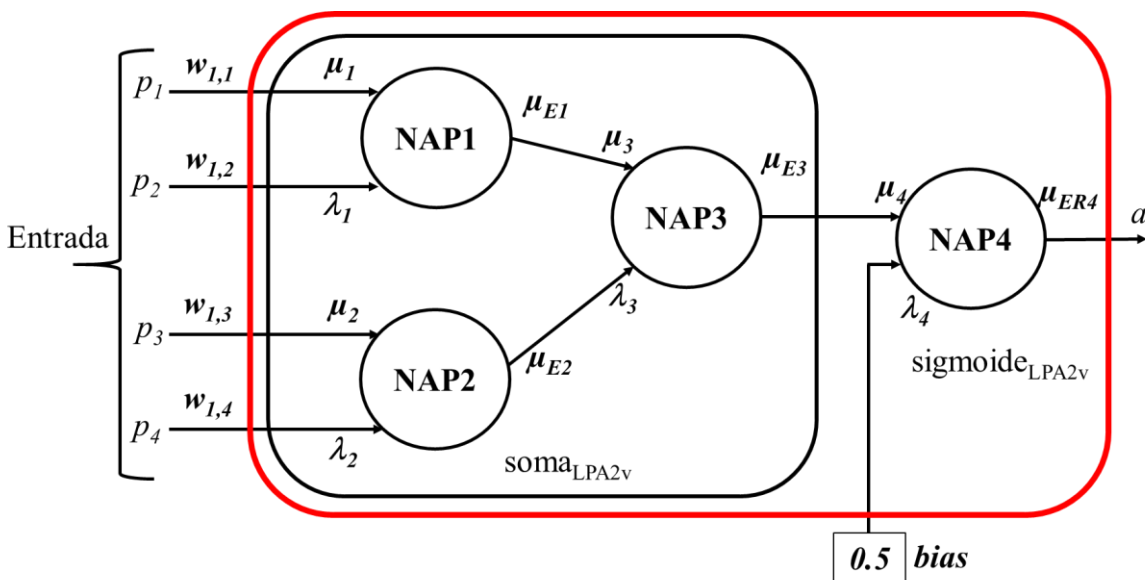 Entrada
p1 w1,1 μ1
NAP1
p2 w1,2 λ1
μE1
p3 w1,3 μ2
NAP2
p4 w1,4 λ2
μE2
μ3
NAP3
λ3
μE3
somaLPA2v
μ4
NAP4
λ4
μER4
a
sigmoideLPA2v
0.5 bias